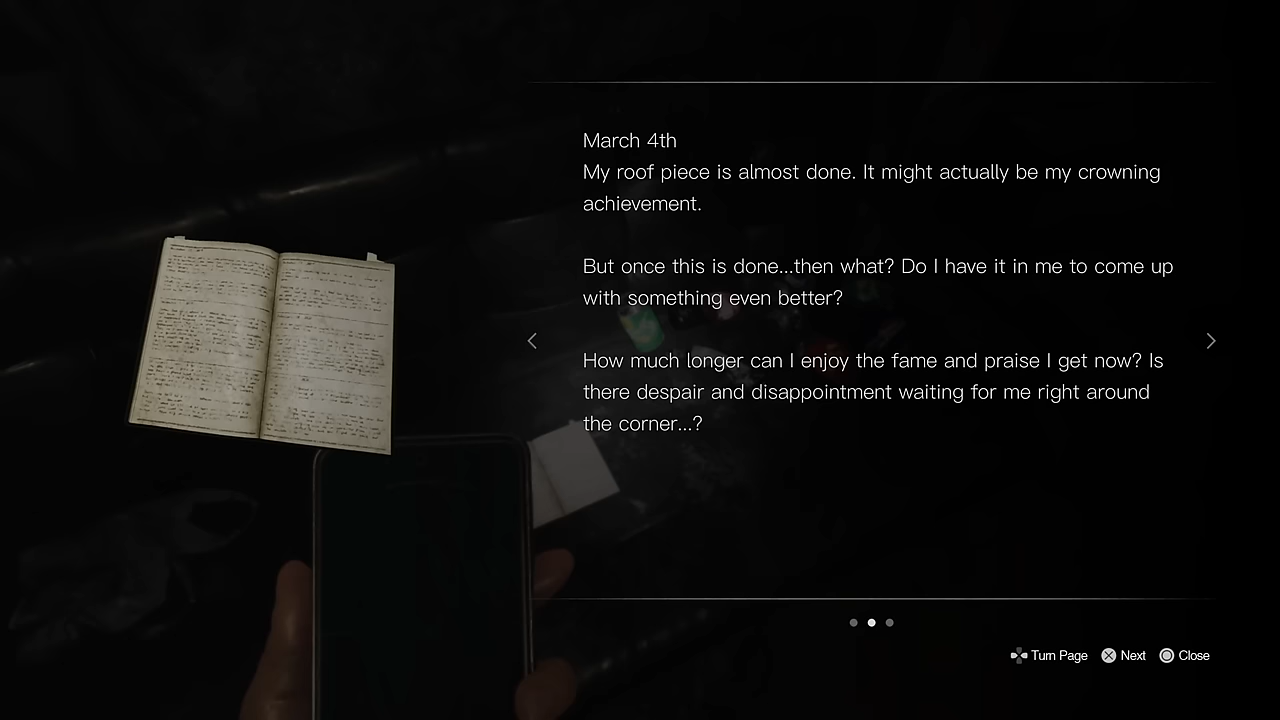 March 4th
My roof piece is almost done. It might actually be my crowning
achievement.
But once this is done...then what? Do I have it in me to come up
with something even better?
How much longer can I enjoy the fame and praise I get now? Is
there despair and disappointment waiting for me right around
the corner...?
Turn Page Next Close